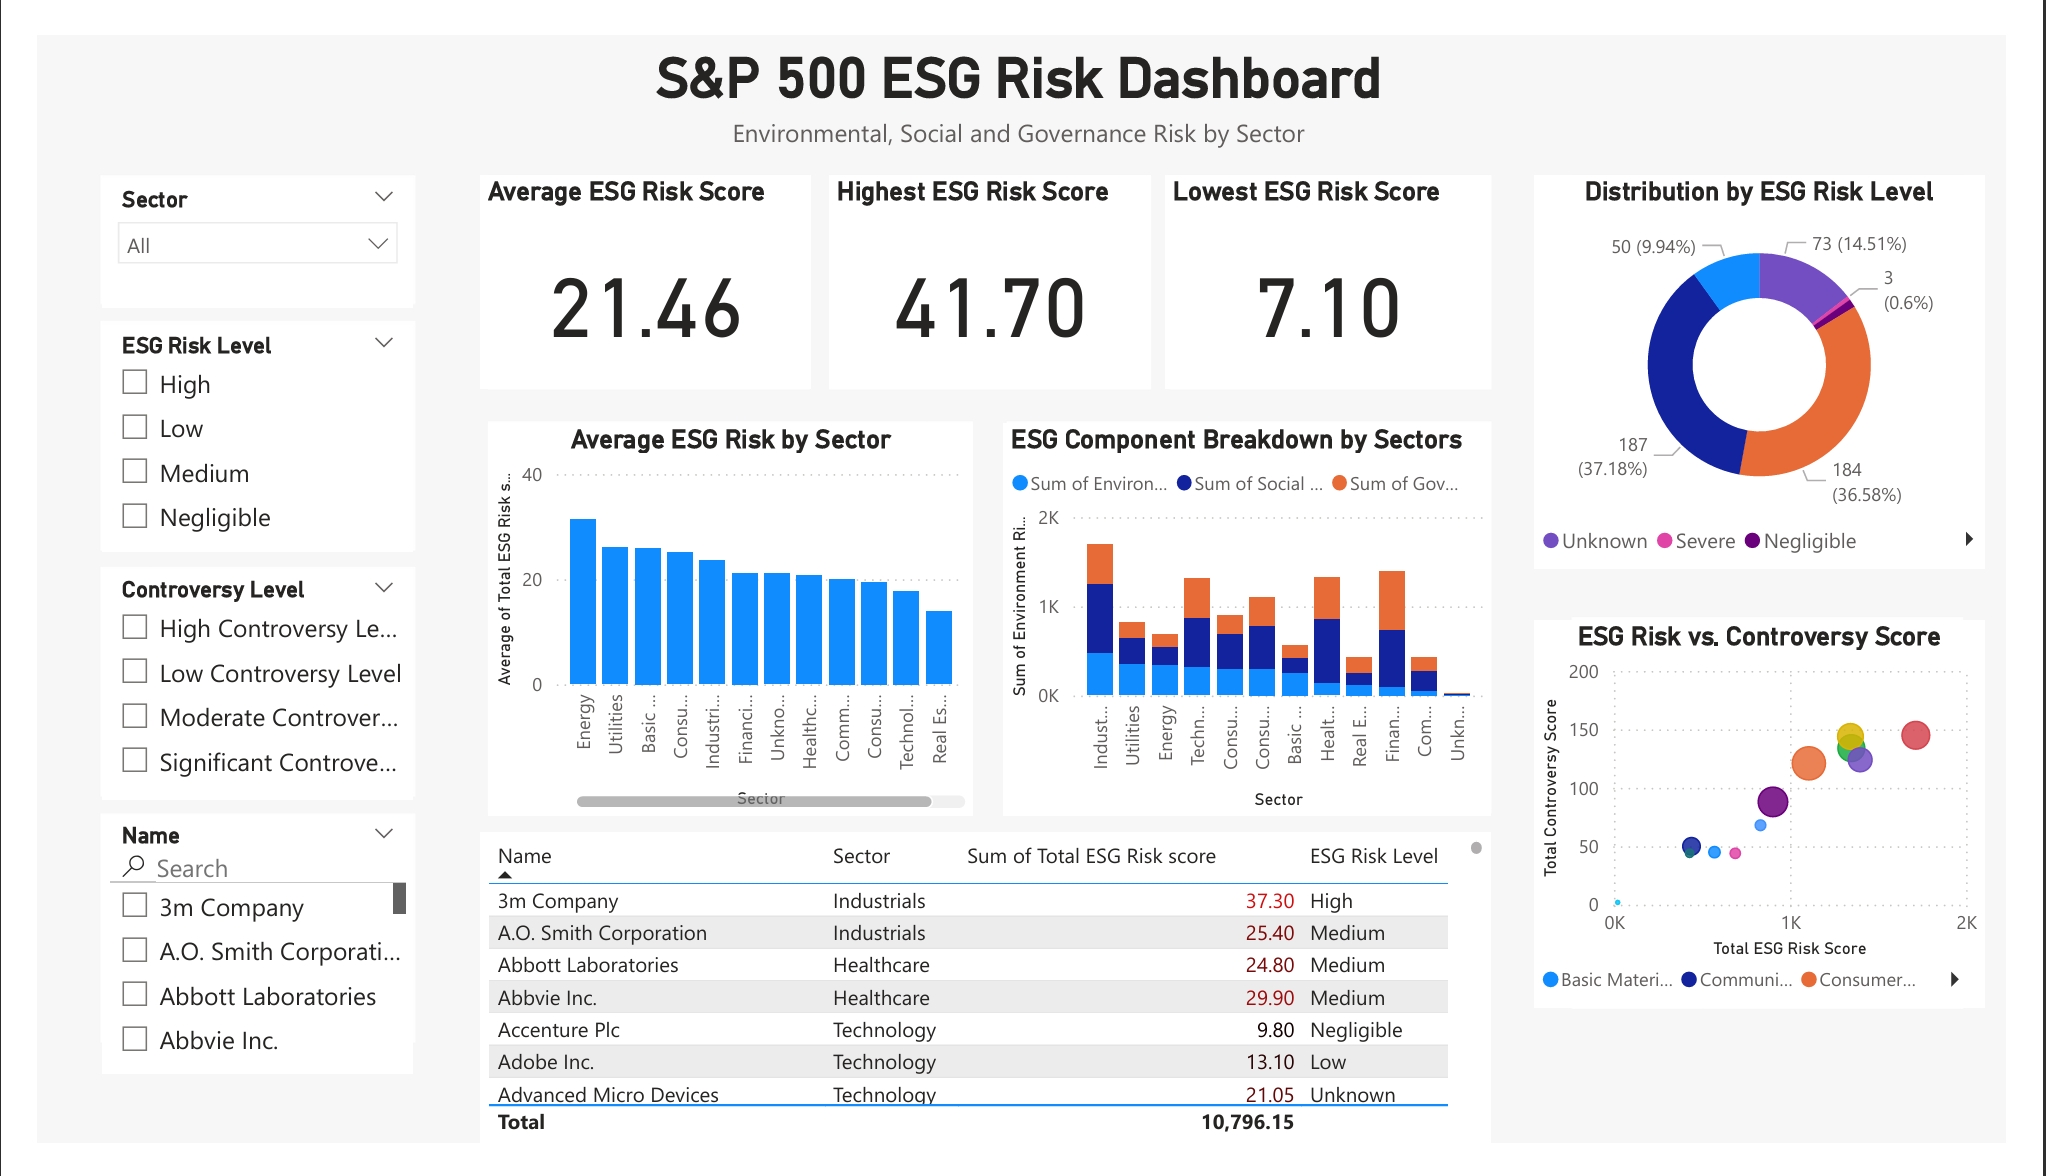 S&P 500 ESG Risk Dashboard
Environmental, Social and Governance Risk by Sector
Sector
All
ESG Risk Level
High
Low
Medium
Negligible
Controversy Level
High Controversy Le...
Low Controversy Level
Moderate Controver...
Significant Controve...
Name
Search
3m Company
A.O. Smith Corporati...
Abbott Laboratories
Abbvie Inc.
Average ESG Risk Score
21.46
Highest ESG Risk Score
41.70
Lowest ESG Risk Score
7.10
Average ESG Risk by Sector
Average of Total ESG Risk s...
40
20
0
Energy
Utilities
Basic ...
Consu...
Industri...
Financi...
Unkno...
Healthc...
Comm...
Consu...
Technol...
Real Es...
Sector
ESG Component Breakdown by Sectors
Sum of Environ... Sum of Social ... Sum of Gov...
Sum of Environment Ri...
2K
1K
0K
Indust...
Utilities
Energy
Techn...
Consu...
Consu...
Basic ...
Healt...
Real E...
Finan...
Com...
Unkn...
Sector
Name Sector Sum of Total ESG Risk score ESG Risk Level
3m Company Industrials 37.30 High
A.O. Smith Corporation Industrials 25.40 Medium
Abbott Laboratories Healthcare 24.80 Medium
Abbvie Inc. Healthcare 29.90 Medium
Accenture Plc Technology 9.80 Negligible
Adobe Inc. Technology 13.10 Low
Advanced Micro Devices Technology 21.05 Unknown
Total 10,796.15
Distribution by ESG Risk Level
50 (9.94%)
73 (14.51%)
3
(0.6%)
187
(37.18%)
184
(36.58%)
Unknown Severe Negligible
ESG Risk vs. Controversy Score
Total Controversy Score
200
150
100
50
0
0K 1K 2K
Total ESG Risk Score
Basic Materi... Communi... Consumer...